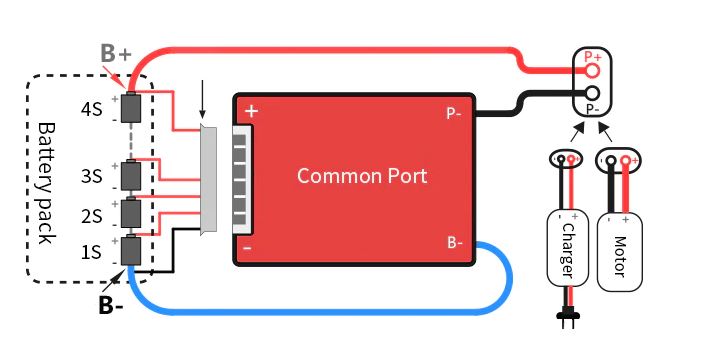 B+
P+
4S
+
-
+
P-
P-
Battery pack
3S
+
-
Common Port
-
+
-
+
2S
+
-
-
+
-
+
1S
+
-
-
B-
Charger
Motor
B-